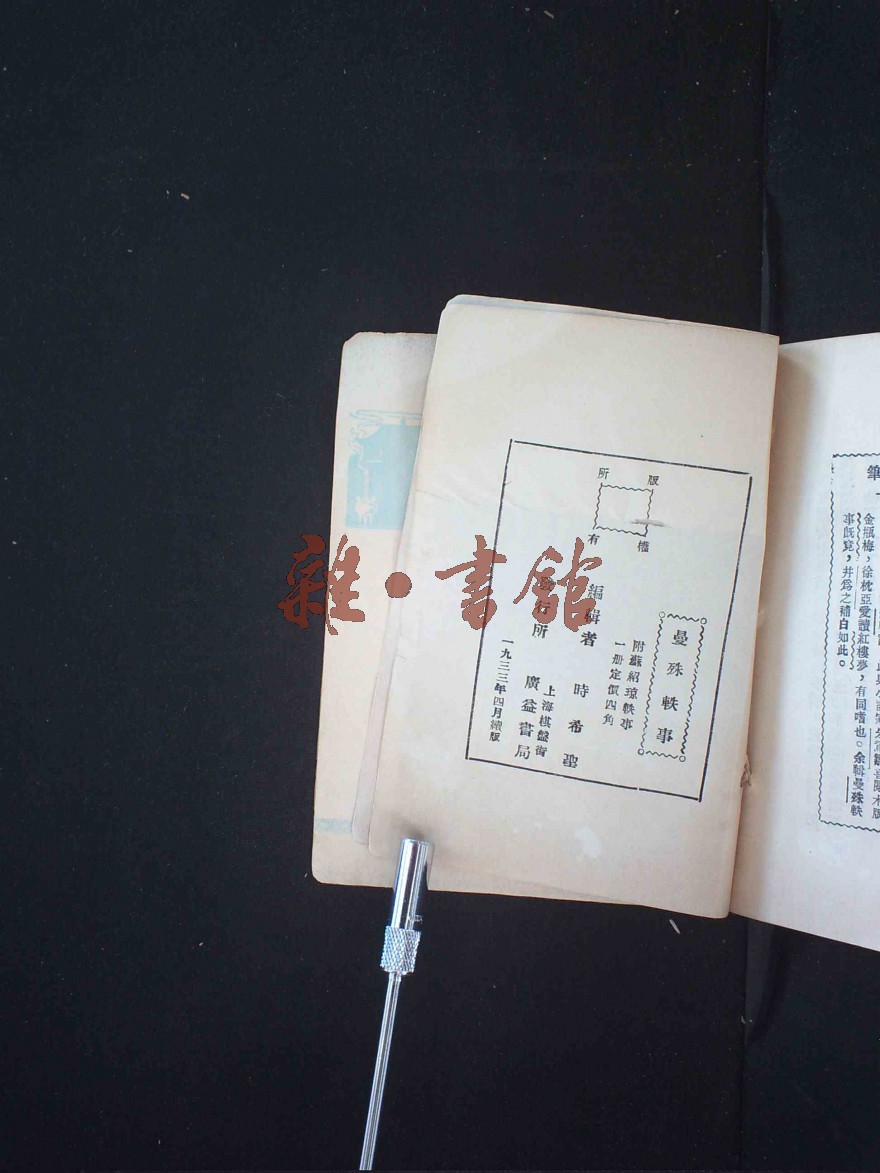 金瓶梅，徐枕亞愛讀紅樓夢，有同嗜也。余輯曼殊軼
事既竟，并爲之補白如此。
版權
所有
曼殊軼事
附蘇紹瓊軼事
一册定價四角
編輯者 時希聖
發行所 上海棋盤街
廣益書局
一九三三年四月續版
雜·書館